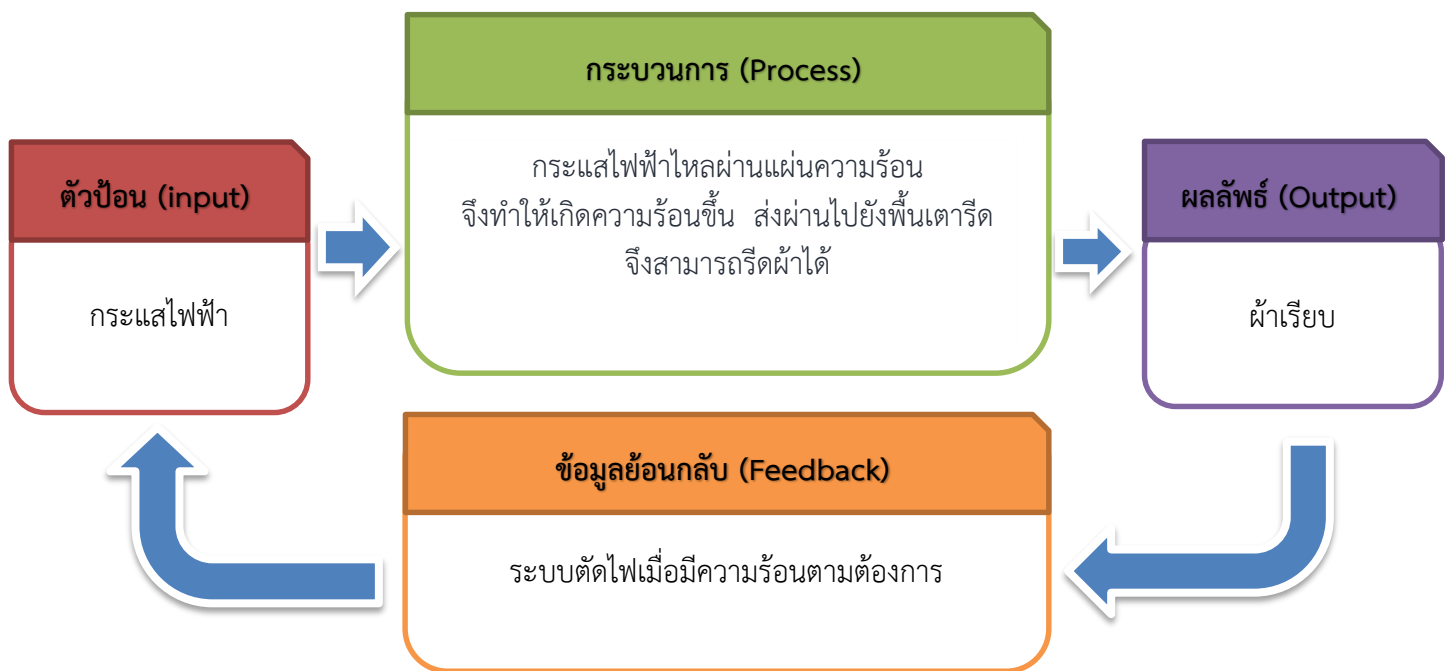 กระบวนการ (Process)
กระแสไฟฟ้าไหลผ่านแผ่นความร้อน
จึงทำให้เกิดความร้อนขึ้น ส่งผ่านไปยังพื้นเตารีด
จึงสามารถรีดผ้าได้
ตัวป้อน (input)
กระแสไฟฟ้า
ผลลัพธ์ (Output)
ผ้าเรียบ
ข้อมูลย้อนกลับ (Feedback)
ระบบตัดไฟเมื่อมีความร้อนตามต้องการ